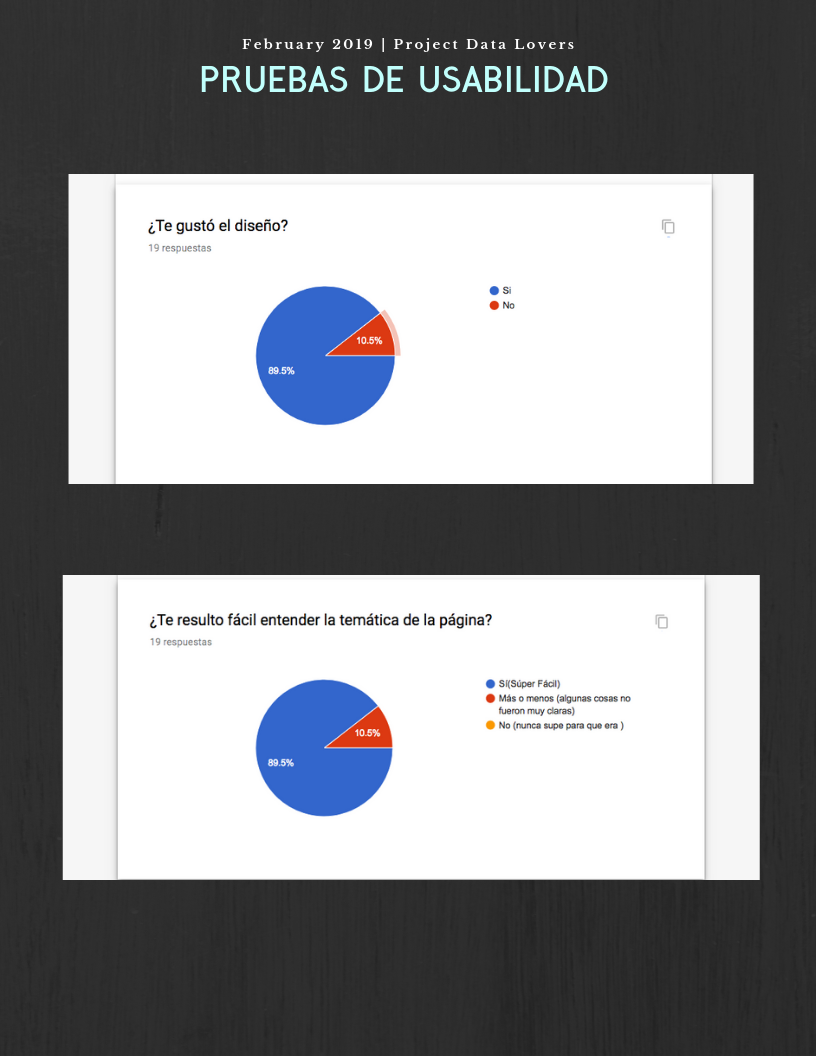 February 2019 | Project Data Lovers
PRUEBAS DE USABILIDAD
¿Te gustó el diseño?
19 respuestas
Si
No
10.5%
89.5%
¿Te resulto fácil entender la temática de la página?
19 respuestas
Sí(Súper Fácil)
Más o menos (algunas cosas no
fueron muy claras)
No (nunca supe para que era )
10.5%
89.5%